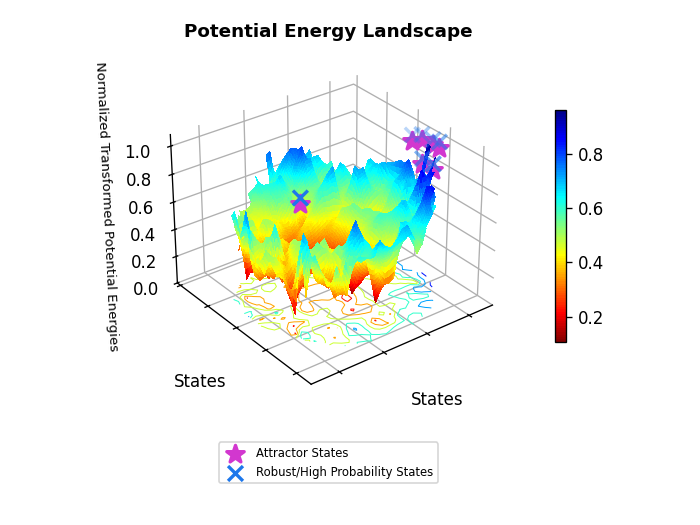 Potential Energy Landscape
Normalized Transformed Potential Energies
1.0
0.8
0.6
0.4
0.2
0.0
States
States
0.8
0.6
0.4
0.2
Attractor States
Robust/High Probability States